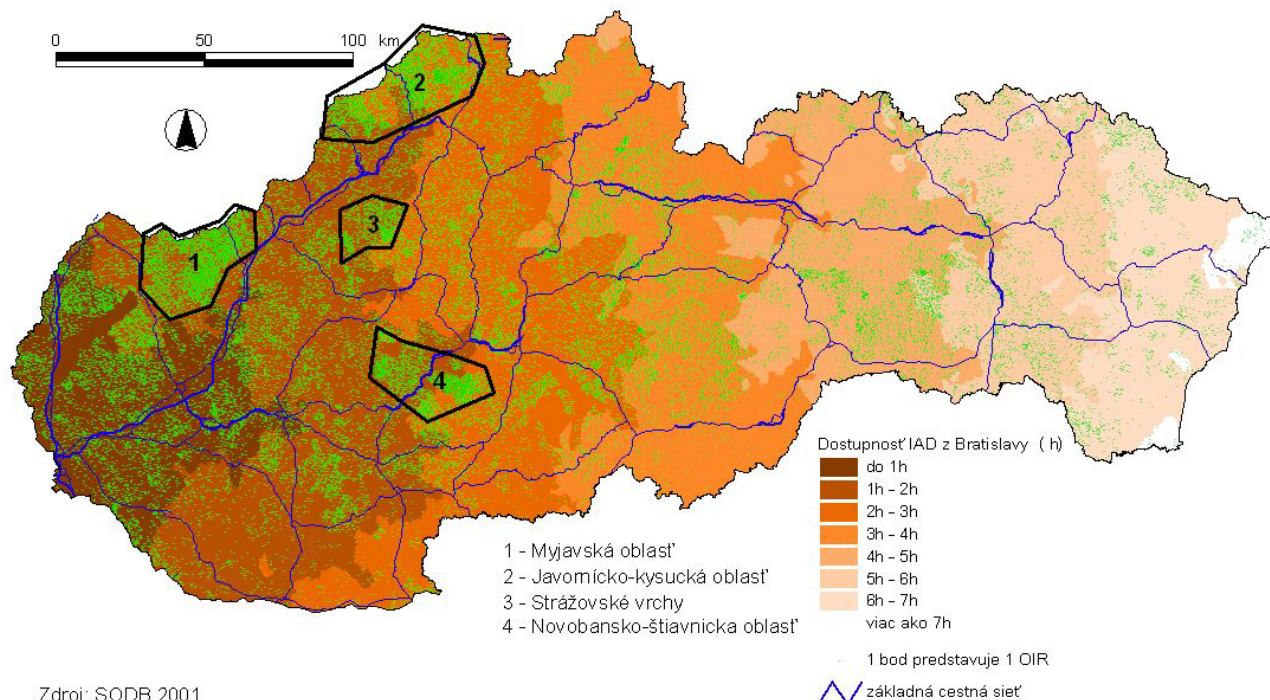 0 50 100 km
2
3
1
4
Dostupnosť IAD z Bratislavy ( h)
do 1h
1h - 2h
2h - 3h
3h - 4h
4h - 5h
5h - 6h
6h - 7h
viac ako 7h
1 - Myjavská oblasť
2 - Javornícko-kysucká oblasť
3 - Strážovské vrchy
4 - Novobansko-štiavnicka oblasť
1 bod predstavuje 1 OIR
základná cestná sieť
Zdroj: SODB 2001